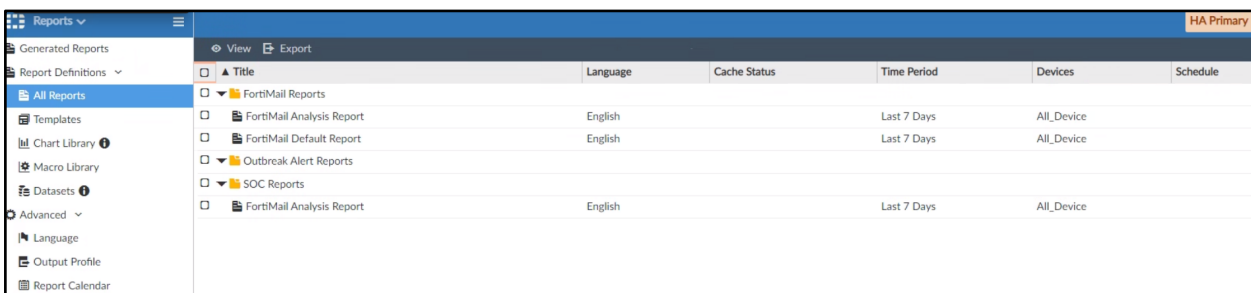 Reports
HA Primary
Generated Reports
View Export
Report Definitions
Title Language Cache Status Time Period Devices Schedule
All Reports
FortiMail Reports
Templates
FortiMail Analysis Report English Last 7 Days All_Device
Chart Library
FortiMail Default Report English Last 7 Days All_Device
Macro Library
Outbreak Alert Reports
Datasets
SOC Reports
Advanced
FortiMail Analysis Report English Last 7 Days All_Device
Language
Output Profile
Report Calendar